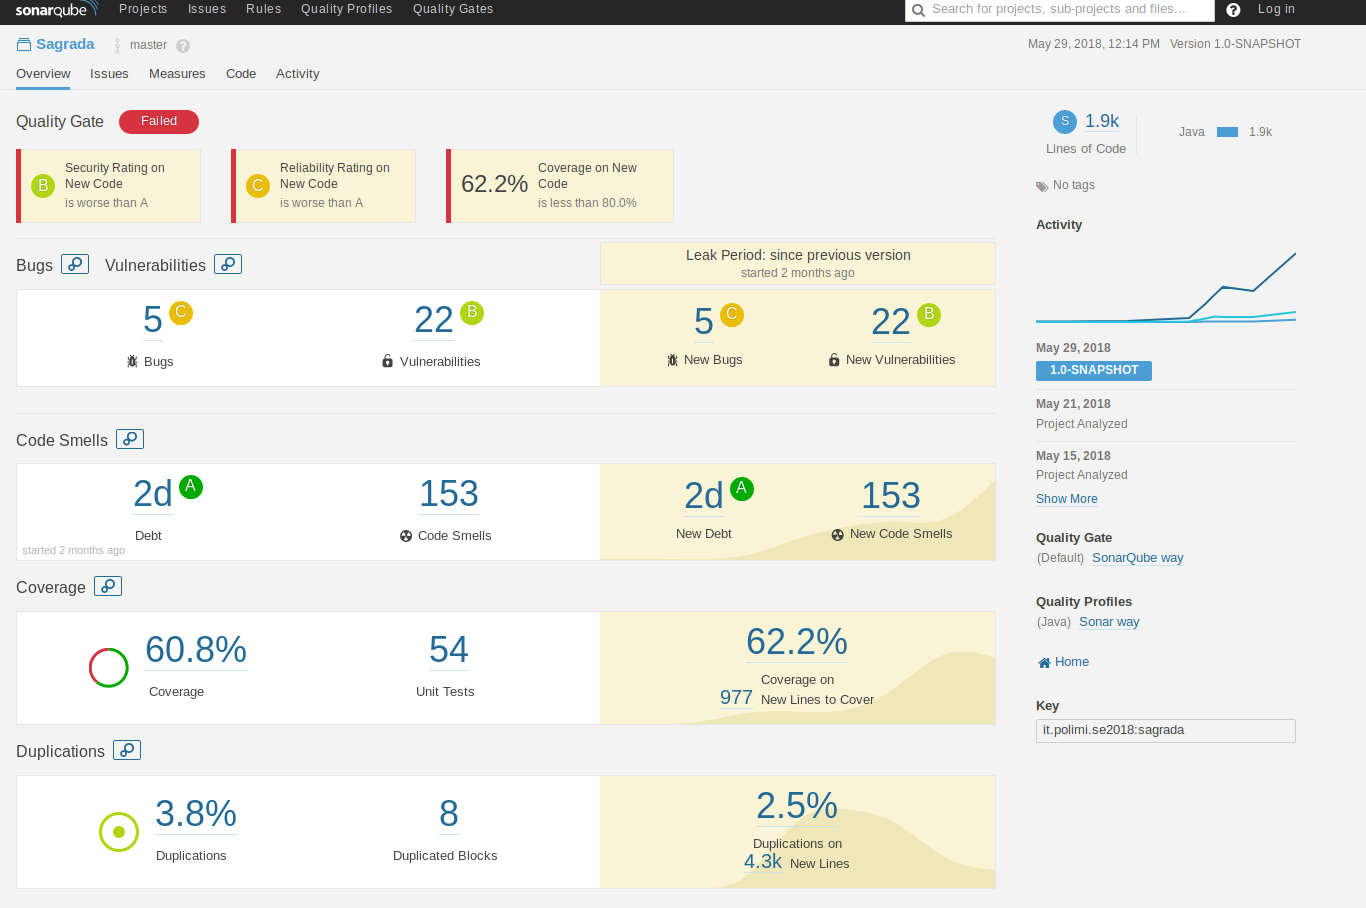 sonarqube Projects Issues Rules Quality Profiles Quality Gates Search for projects, sub-projects and files... ? Log in
Sagrada master ? May 29, 2018, 12:14 PM Version 1.0-SNAPSHOT
Overview Issues Measures Code Activity
Quality Gate Failed
B Security Rating on New Code
is worse than A
C Reliability Rating on New Code
is worse than A
62.2% Coverage on New Code
is less than 80.0%
Bugs Vulnerabilities
Leak Period: since previous version
started 2 months ago
5 C 22 B 5 C 22 B
Bugs Vulnerabilities New Bugs New Vulnerabilities
Code Smells
2d A 153 2d A 153
Debt Code Smells New Debt New Code Smells
started 2 months ago
Coverage
60.8% 54 62.2%
Coverage Unit Tests Coverage on
977 New Lines to Cover
Duplications
3.8% 8 2.5%
Duplications Duplicated Blocks Duplications on
4.3k New Lines
S 1.9k Java 1.9k
Lines of Code
No tags
Activity
May 29, 2018
1.0-SNAPSHOT
May 21, 2018
Project Analyzed
May 15, 2018
Project Analyzed
Show More
Quality Gate
(Default) SonarQube way
Quality Profiles
(Java) Sonar way
Home
Key
it.polimi.se2018:sagrada